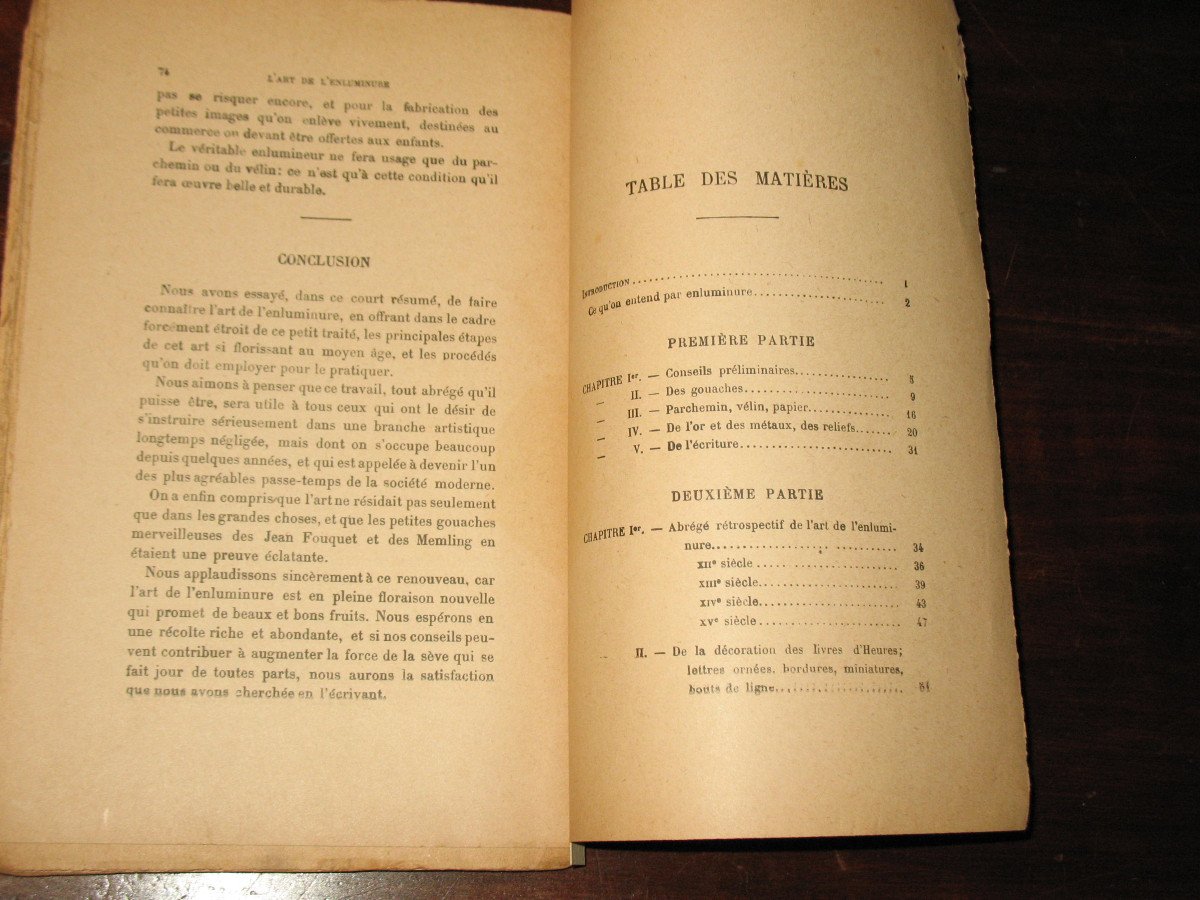 74
L'ART DE L'ENLUMINURE
pas se risquer encore, et pour la fabrication des
petites images qu'on enlève vivement, destinées au
commerce ou devant être offertes aux enfants.
Le véritable enlumineur ne fera usage que du par-
chemin ou du vélin: ce n'est qu'à cette condition qu'il
fera œuvre belle et durable.
CONCLUSION
Nous avons essayé, dans ce court résumé, de faire
connaître l'art de l'enluminure, en offrant dans le cadre
forcément étroit de ce petit traité, les principales étapes
de cet art si florissant au moyen âge, et les procédés
qu'on doit employer pour le pratiquer.
Nous aimons à penser que ce travail, tout abrégé qu'il
puisse être, sera utile à tous ceux qui ont le désir de
s'instruire sérieusement dans une branche artistique
longtemps négligée, mais dont on s'occupe beaucoup
depuis quelques années, et qui est appelée à devenir l'un
des plus agréables passe-temps de la société moderne.
On a enfin compris que l'art ne résidait pas seulement
que dans les grandes choses, et que les petites gouaches
merveilleuses des Jean Fouquet et des Memling en
étaient une preuve éclatante.
Nous applaudissons sincèrement à ce renouveau, car
l'art de l'enluminure est en pleine floraison nouvelle
qui promet de beaux et bons fruits. Nous espérons en
une récolte riche et abondante, et si nos conseils peu-
vent contribuer à augmenter la force de la sève qui se
fait jour de toutes parts, nous aurons la satisfaction
que nous avons cherchée en l'écrivant.
TABLE DES MATIÈRES
INTRODUCTION........................................ 1
Ce qu'on entend par enluminure.................... 2
PREMIÈRE PARTIE
CHAPITRE Ier. — Conseils préliminaires................ 5
— II. — Des gouaches........................ 9
— III. — Parchemin, vélin, papier.............. 16
— IV. — De l'or et des métaux, des reliefs...... 20
— V. — De l'écriture........................ 31
DEUXIÈME PARTIE
CHAPITRE Ier. — Abrégé rétrospectif de l'art de l'enlumi-
nure................................ 34
XIIe siècle........................ 36
XIIIe siècle........................ 39
XIVe siècle........................ 43
XVe siècle........................ 47
— II. — De la décoration des livres d'Heures;
lettres ornées. bordures, miniatures,
bouts de ligne.................... 51